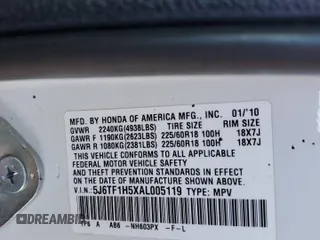 MFD. BY HONDA OF AMERICA MFG., INC. 01/'10
GVWR 2240KG(4938LBS) TIRE SIZE RIM SIZE
GAWR F 1190KG(2623LBS) 225/60R18 100H 18X7J
GAWR R 1080KG(2381LBS) 225/60R18 100H 18X7J
THIS VEHICLE CONFORMS TO ALL APPLICABLE
FEDERAL MOTOR VEHICLE SAFETY
AND THEFT PREVENTION STANDARDS IN EFFECT ON THE
DATE OF MANUFACTURE SHOWN ABOVE.
V.I.N:5J6TF1H5XAL005119 TYPE: MPV
A AB6 -NH603PX -F-L
DREAMBID